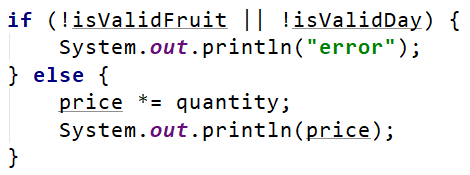 if (!isValidFruit || !isValidDay) {
    System.out.println("error");
} else {
    price *= quantity;
    System.out.println(price);
}